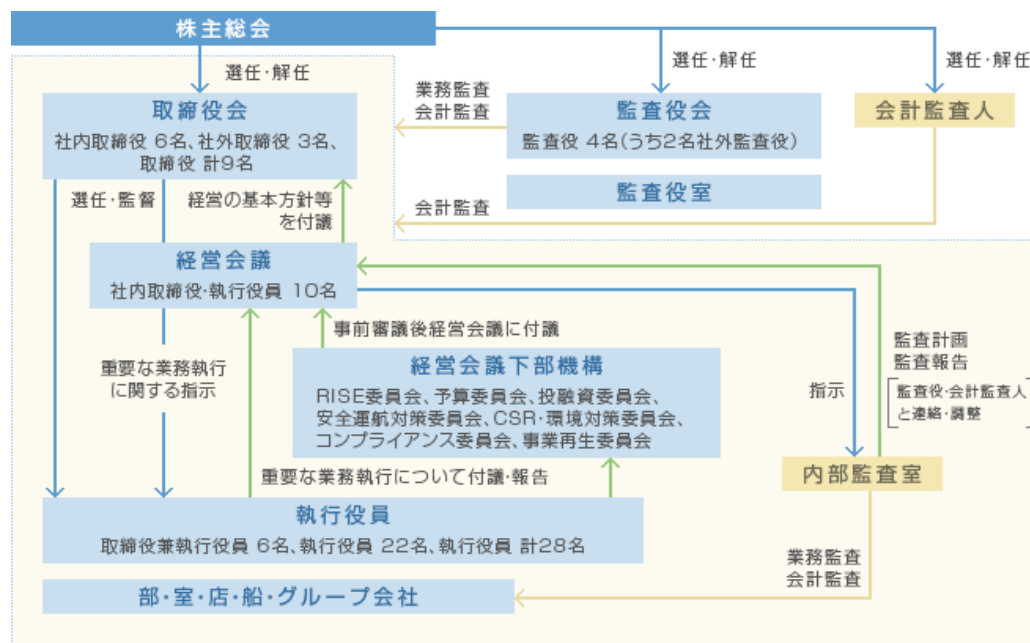 株主総会
選任・解任
選任・解任
選任・解任
取締役会
社内取締役 6名、社外取締役 3名、
取締役 計9名
業務監査
会計監査
監査役会
監査役 4名(うち2名社外監査役)
会計監査人
監査役室
会計監査
選任・監督
経営の基本方針等
を付議
経営会議
社内取締役・執行役員 10名
事前審議後経営会議に付議
重要な業務執行
に関する指示
経営会議下部機構
RISE委員会、予算委員会、投融資委員会、
安全運航対策委員会、CSR・環境対策委員会、
コンプライアンス委員会、事業再生委員会
指示
監査計画
監査報告
監査役・会計監査人
と連絡・調整
重要な業務執行について付議・報告
内部監査室
執行役員
取締役兼執行役員 6名、執行役員 22名、執行役員 計28名
業務監査
会計監査
部・室・店・船・グループ会社